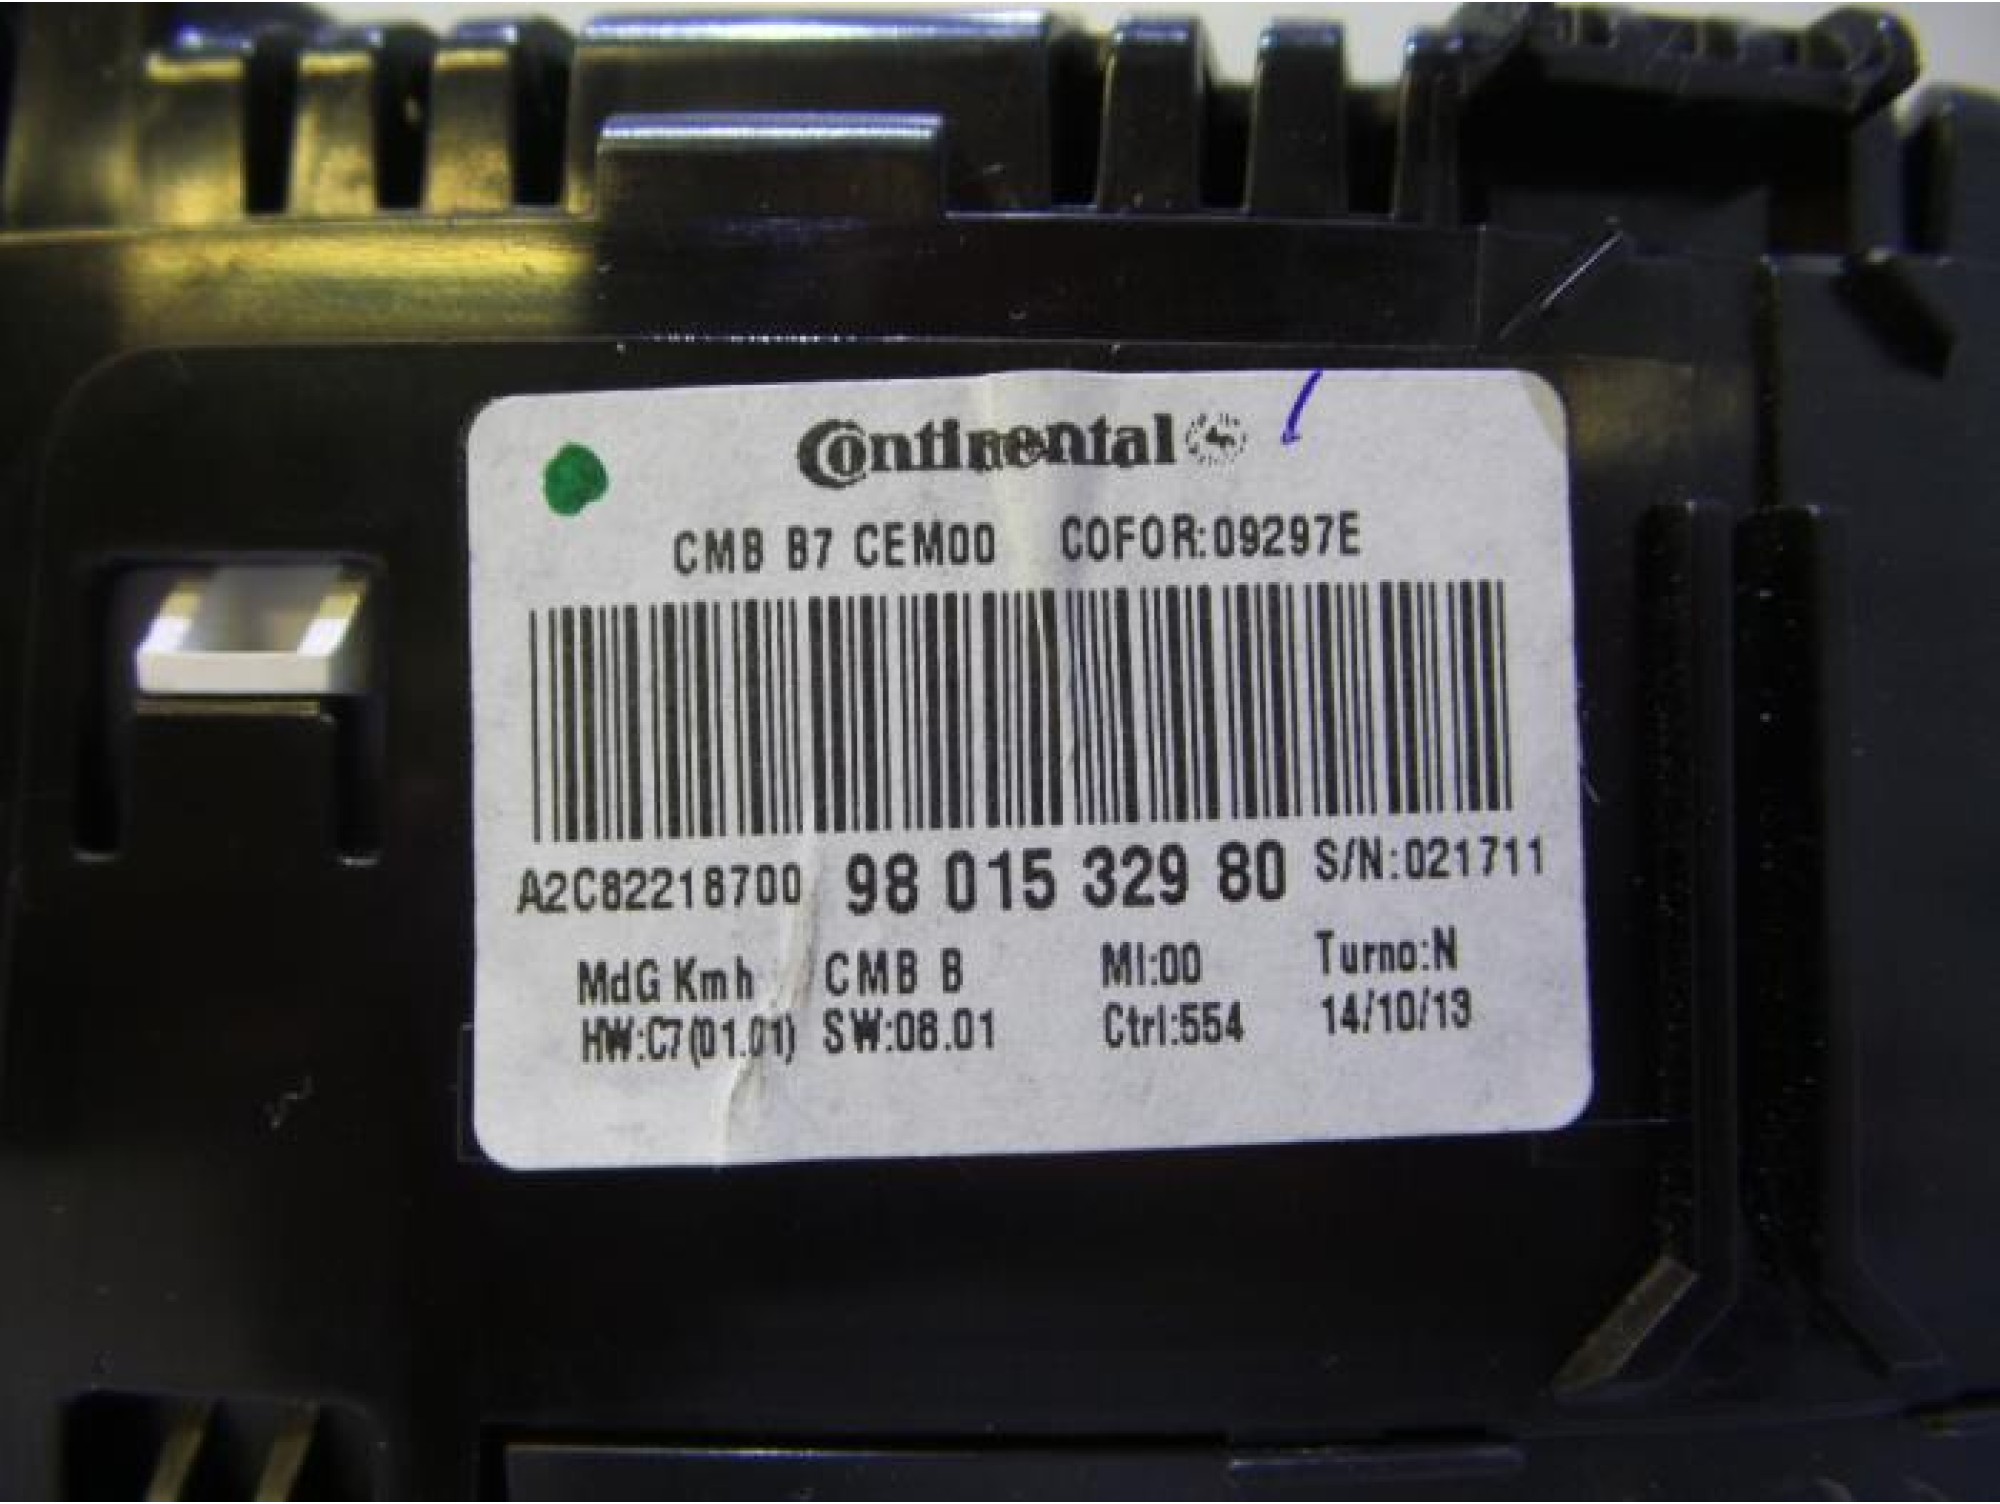 Continental
CMB B7 CEM00 COFOR:09297E
A2C82218700 98 015 329 80 S/N:021711
MdG Kmh CMB B MI:00 Turno:N
HW:C7(01.01) SW:08.01 Ctrl:554 14/10/13